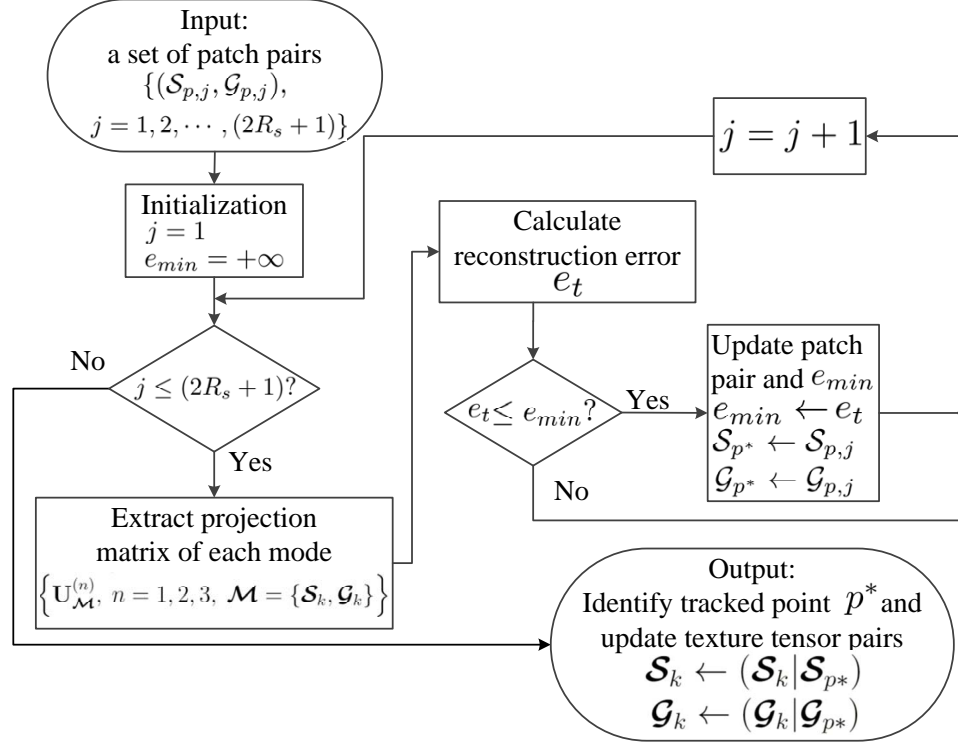 Input:
a set of patch pairs
{(𝒮_{p,j}, 𝒢_{p,j}),
j = 1, 2, ⋯ , (2R_s + 1)}
Initialization
j = 1
e_{min} = +∞
j ≤ (2R_s + 1)?
No
Yes
Extract projection
matrix of each mode
{U_𝓜^{(n)}, n = 1, 2, 3, 𝓜 = {𝓢_k, 𝓖_k}}
Calculate
reconstruction error
e_t
e_t ≤ e_{min}?
Yes
No
Update patch
pair and e_{min}
e_{min} ← e_t
𝒮_{p*} ← 𝒮_{p,j}
𝒢_{p*} ← 𝒢_{p,j}
j = j + 1
Output:
Identify tracked point p* and
update texture tensor pairs
𝓢_k ← (𝓢_k|𝓢_{p*})
𝓖_k ← (𝓖_k|𝓖_{p*})